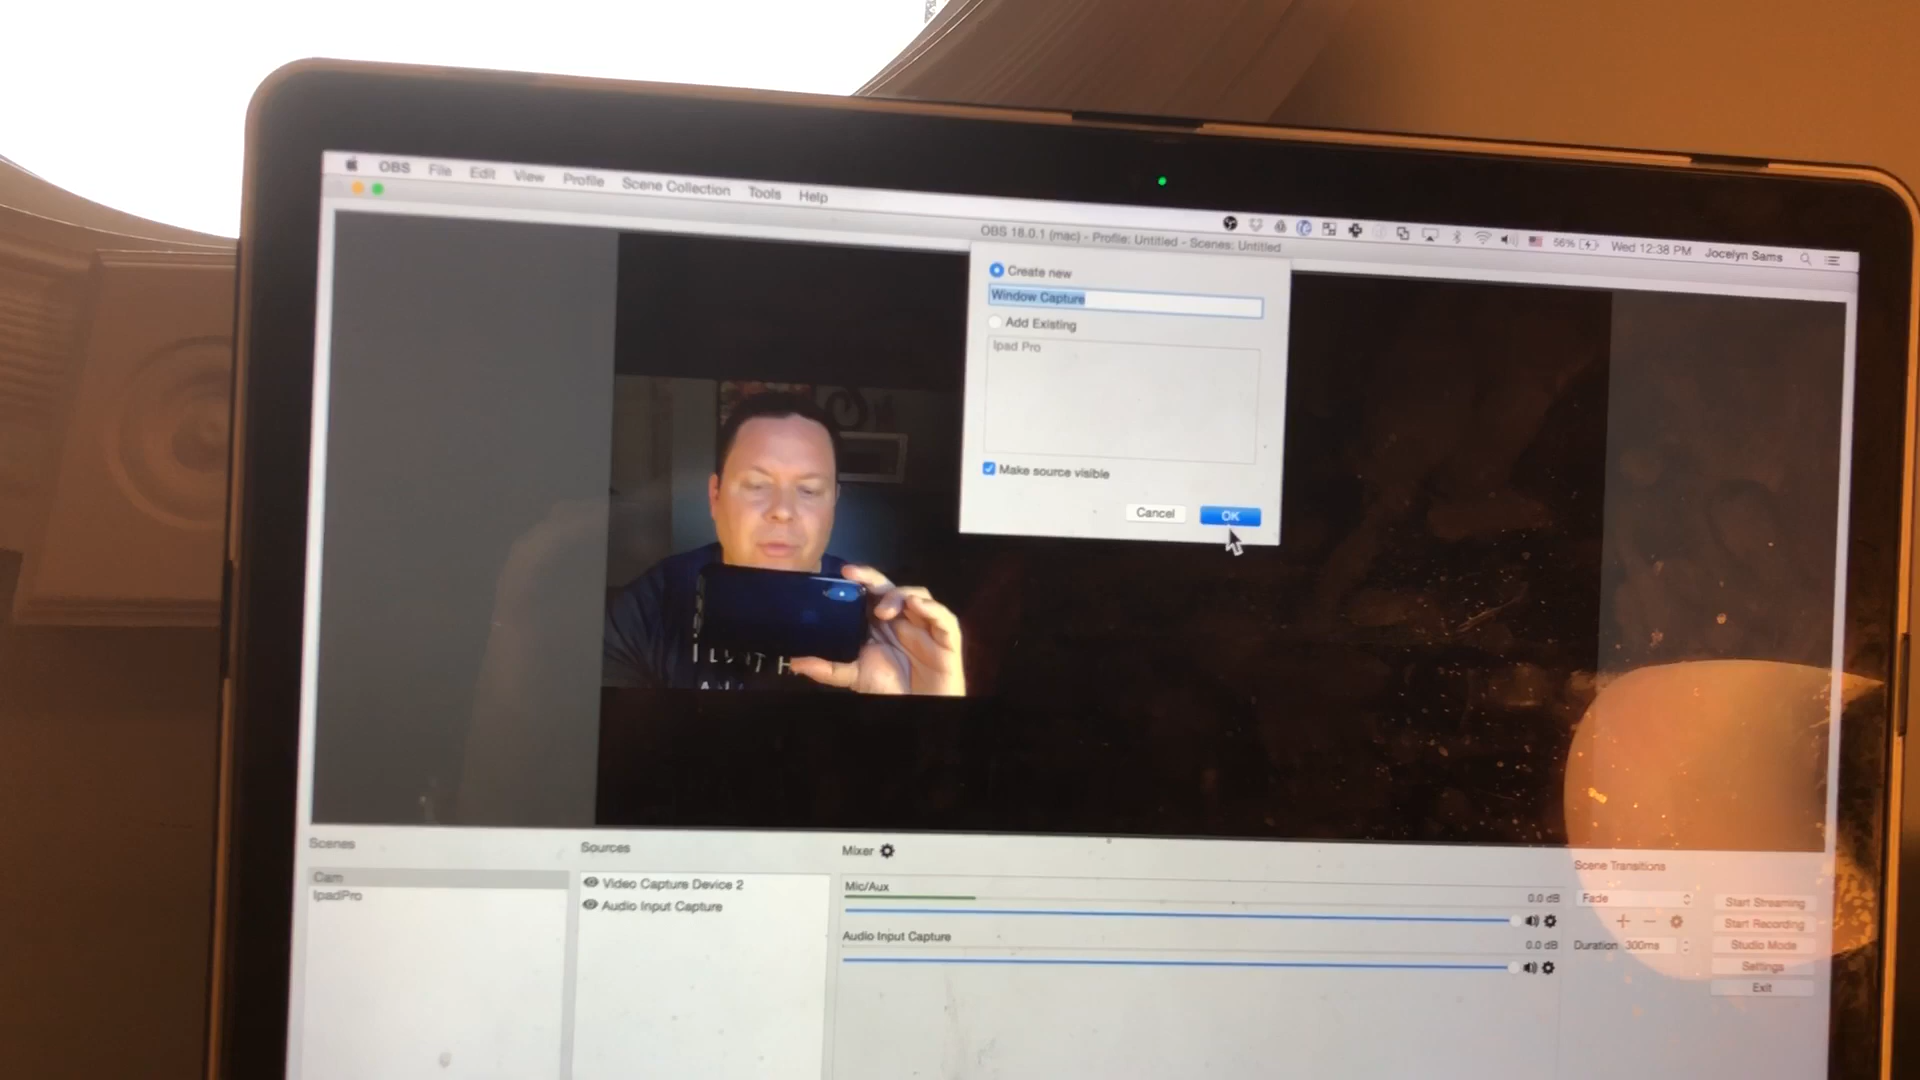 OBS File Edit View Profile Scene Collection Tools Help
56% Wed 12:38 PM Jocelyn Sams
OBS 18.0.1 (mac) - Profile: Untitled - Scenes: Untitled
Create new
Window Capture
Add Existing
Ipad Pro
Make source visible
Cancel OK
Scenes
Cam
IpadPro
Sources
Video Capture Device 2
Audio Input Capture
Mixer
Mic/Aux
0.0 dB
Audio Input Capture
0.0 dB
Scene Transitions
Fade
Duration 300ms
Start Streaming
Start Recording
Studio Mode
Settings
Exit